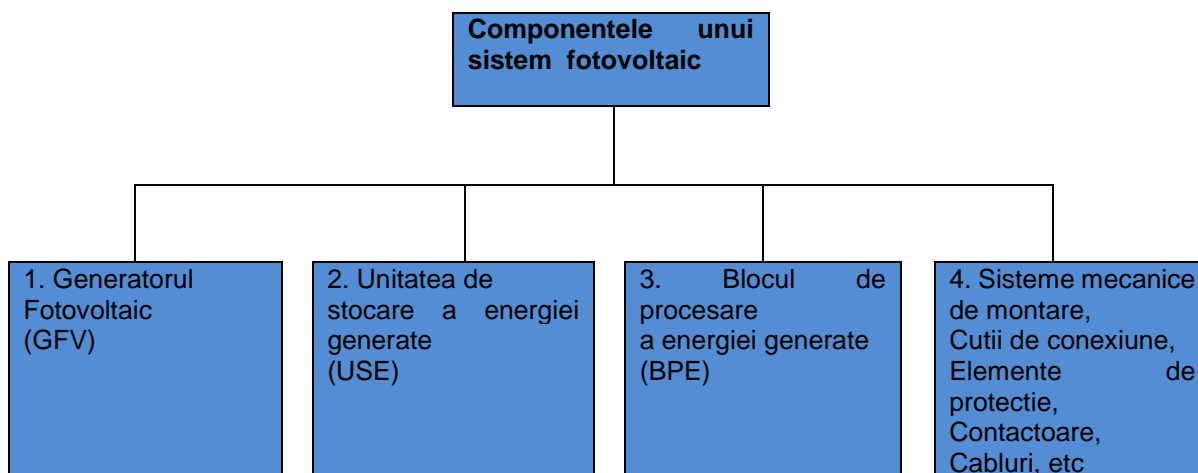 Componentele unui
sistem fotovoltaic
1. Generatorul
Fotovoltaic
(GFV)
2. Unitatea de
stocare a energiei
generate
(USE)
3. Blocul de
procesare
a energiei generate
(BPE)
4. Sisteme mecanice
de montare,
Cutii de conexiune,
Elemente de
protectie,
Contactoare,
Cabluri, etc